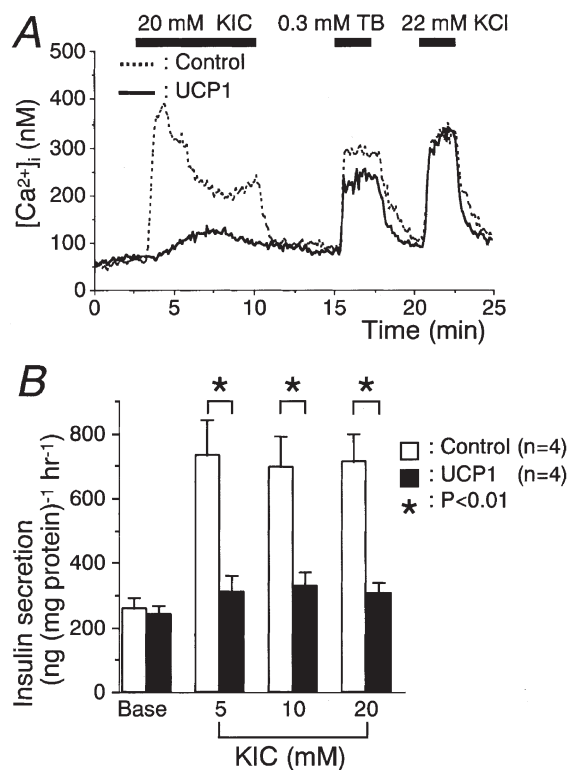 A
20 mM KIC 0.3 mM TB 22 mM KCl
: Control
: UCP1
[Ca²⁺]ᵢ (nM)
500
400
300
200
100
0
0 5 10 15 20 25
Time (min)
B
* * *
Insulin secretion
(ng (mg protein)⁻¹ hr⁻¹)
800
600
400
200
0
: Control (n=4)
: UCP1 (n=4)
* : P<0.01
Base 5 10 20
KIC (mM)